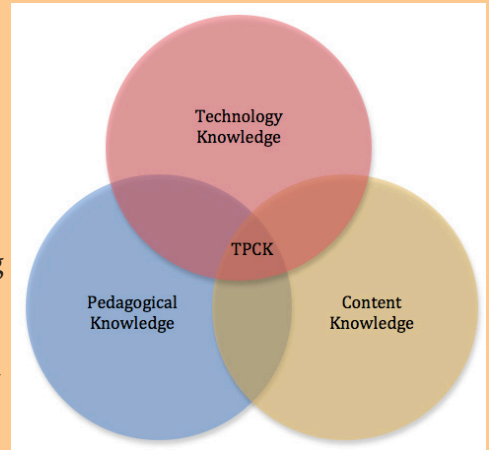 Technology
Knowledge
TPCK
Pedagogical
Knowledge
Content
Knowledge